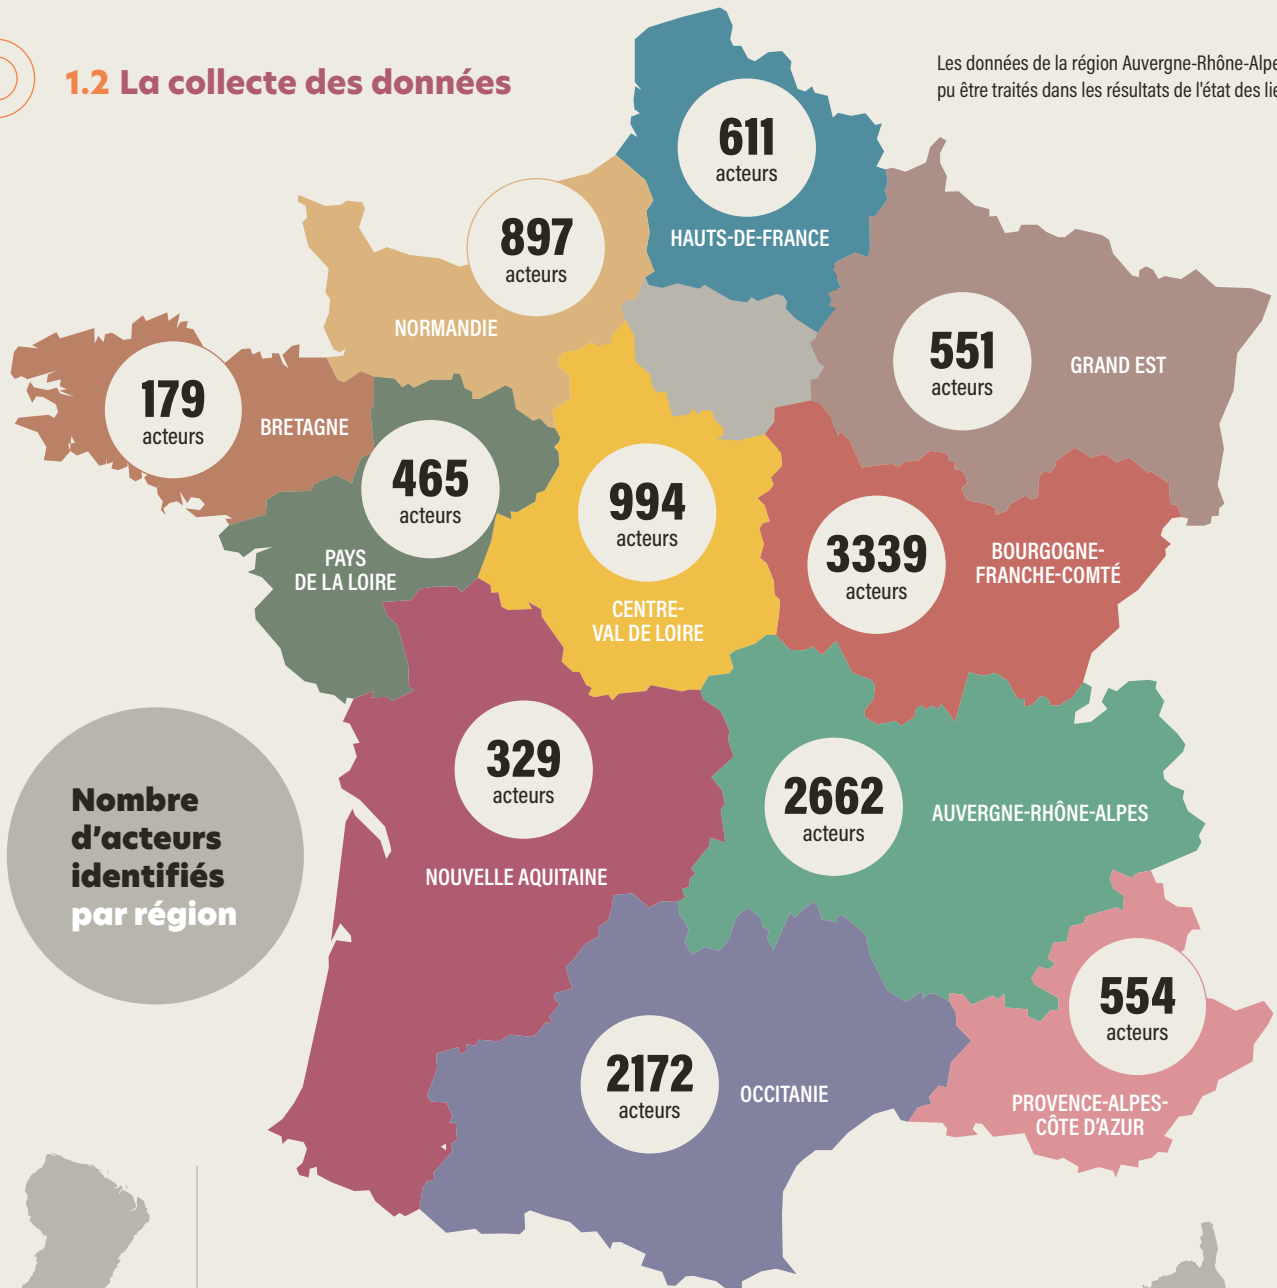 1.2 La collecte des données
Les données de la région Auvergne-Rhône-Alpe
pu être traités dans les résultats de l'état des lie
611
acteurs
HAUTS-DE-FRANCE
897
acteurs
NORMANDIE
551
acteurs
GRAND EST
179
acteurs
BRETAGNE
465
acteurs
PAYS
DE LA LOIRE
994
acteurs
CENTRE-
VAL DE LOIRE
3339
acteurs
BOURGOGNE-
FRANCHE-COMTÉ
329
acteurs
NOUVELLE AQUITAINE
2662
acteurs
AUVERGNE-RHÔNE-ALPES
Nombre
d'acteurs
identifiés
par région
554
acteurs
PROVENCE-ALPES-
CÔTE D'AZUR
2172
acteurs
OCCITANIE